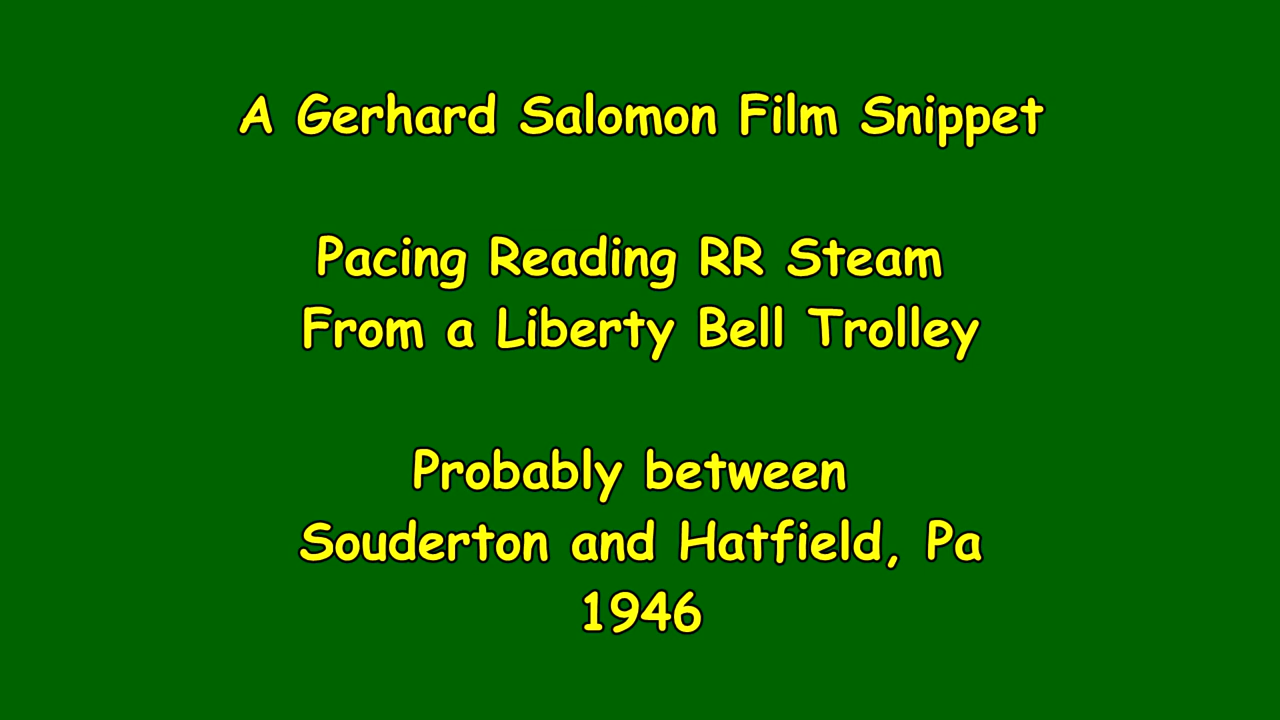 A Gerhard Salomon Film Snippet
Pacing Reading RR Steam
From a Liberty Bell Trolley
Probably between
Souderton and Hatfield, Pa
1946